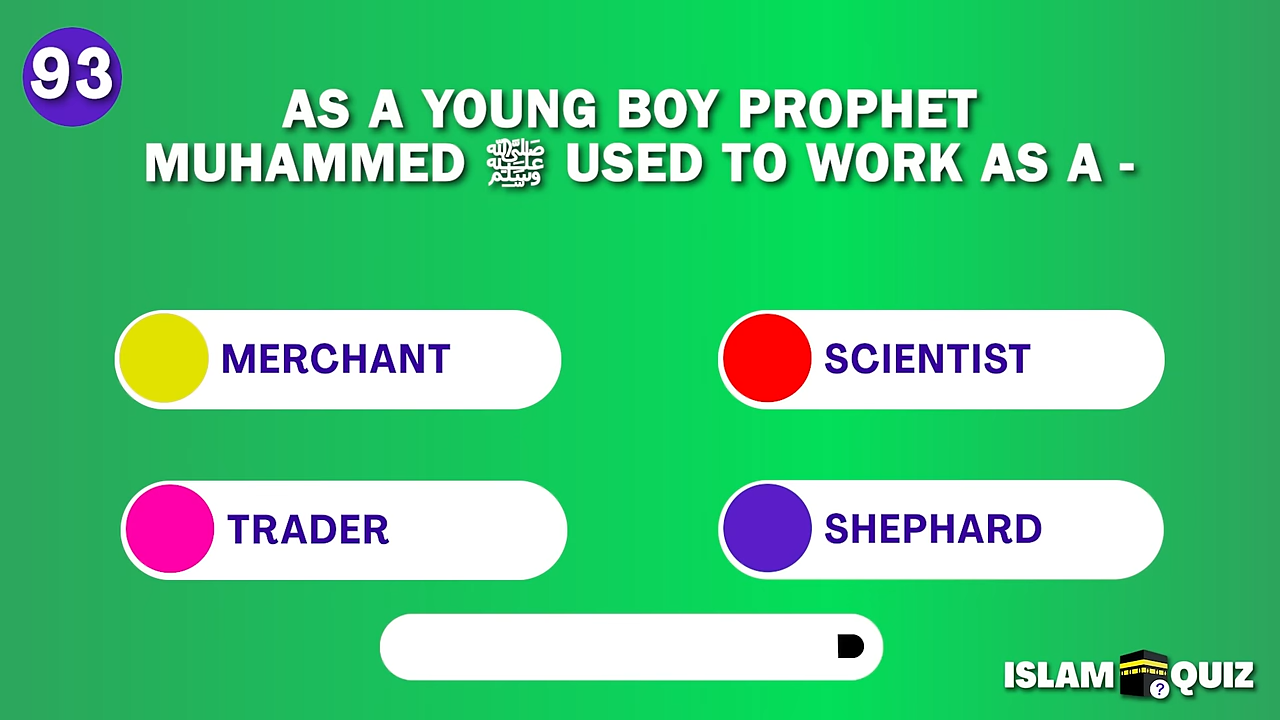 93
AS A YOUNG BOY PROPHET
MUHAMMED ﷺ USED TO WORK AS A -
MERCHANT
SCIENTIST
TRADER
SHEPHARD
ISLAM QUIZ
?